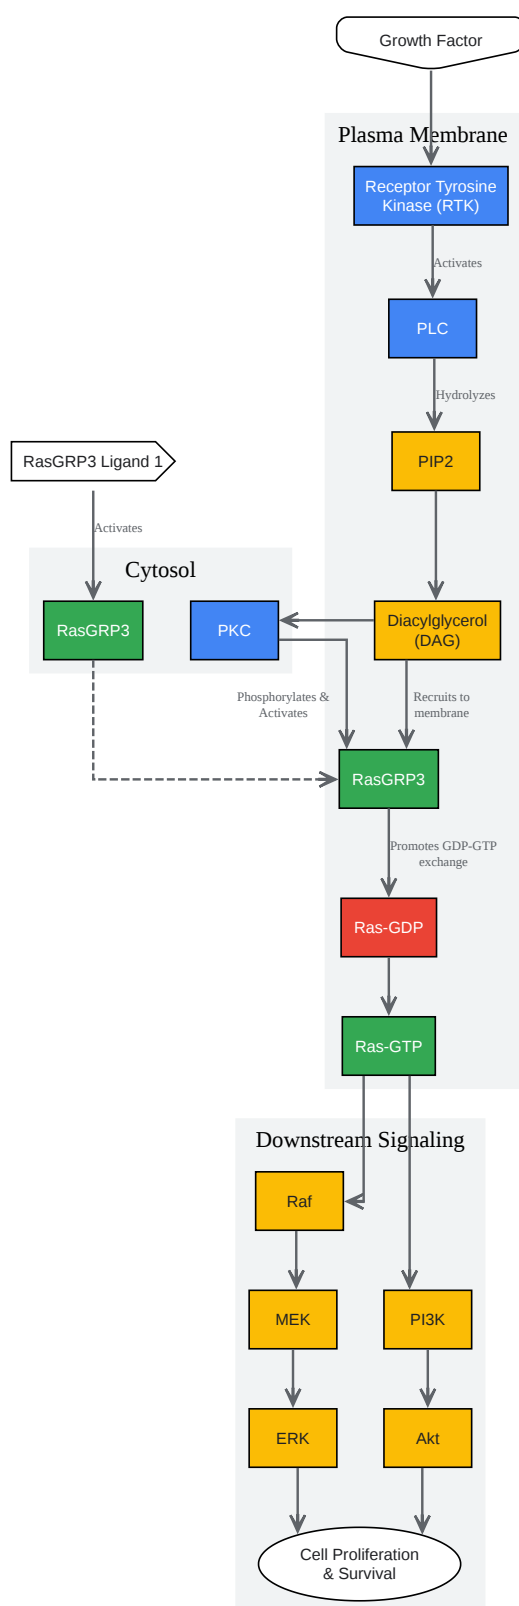 Growth Factor
Plasma Membrane
Receptor Tyrosine
Kinase (RTK)
Activates
PLC
Hydrolyzes
PIP2
RasGRP3 Ligand 1
Activates
Cytosol
RasGRP3
PKC
Diacylglycerol
(DAG)
Phosphorylates &
Activates
Recruits to
membrane
RasGRP3
Promotes GDP-GTP
exchange
Ras-GDP
Ras-GTP
Downstream Signaling
Raf
MEK
PI3K
ERK
Akt
Cell Proliferation
& Survival